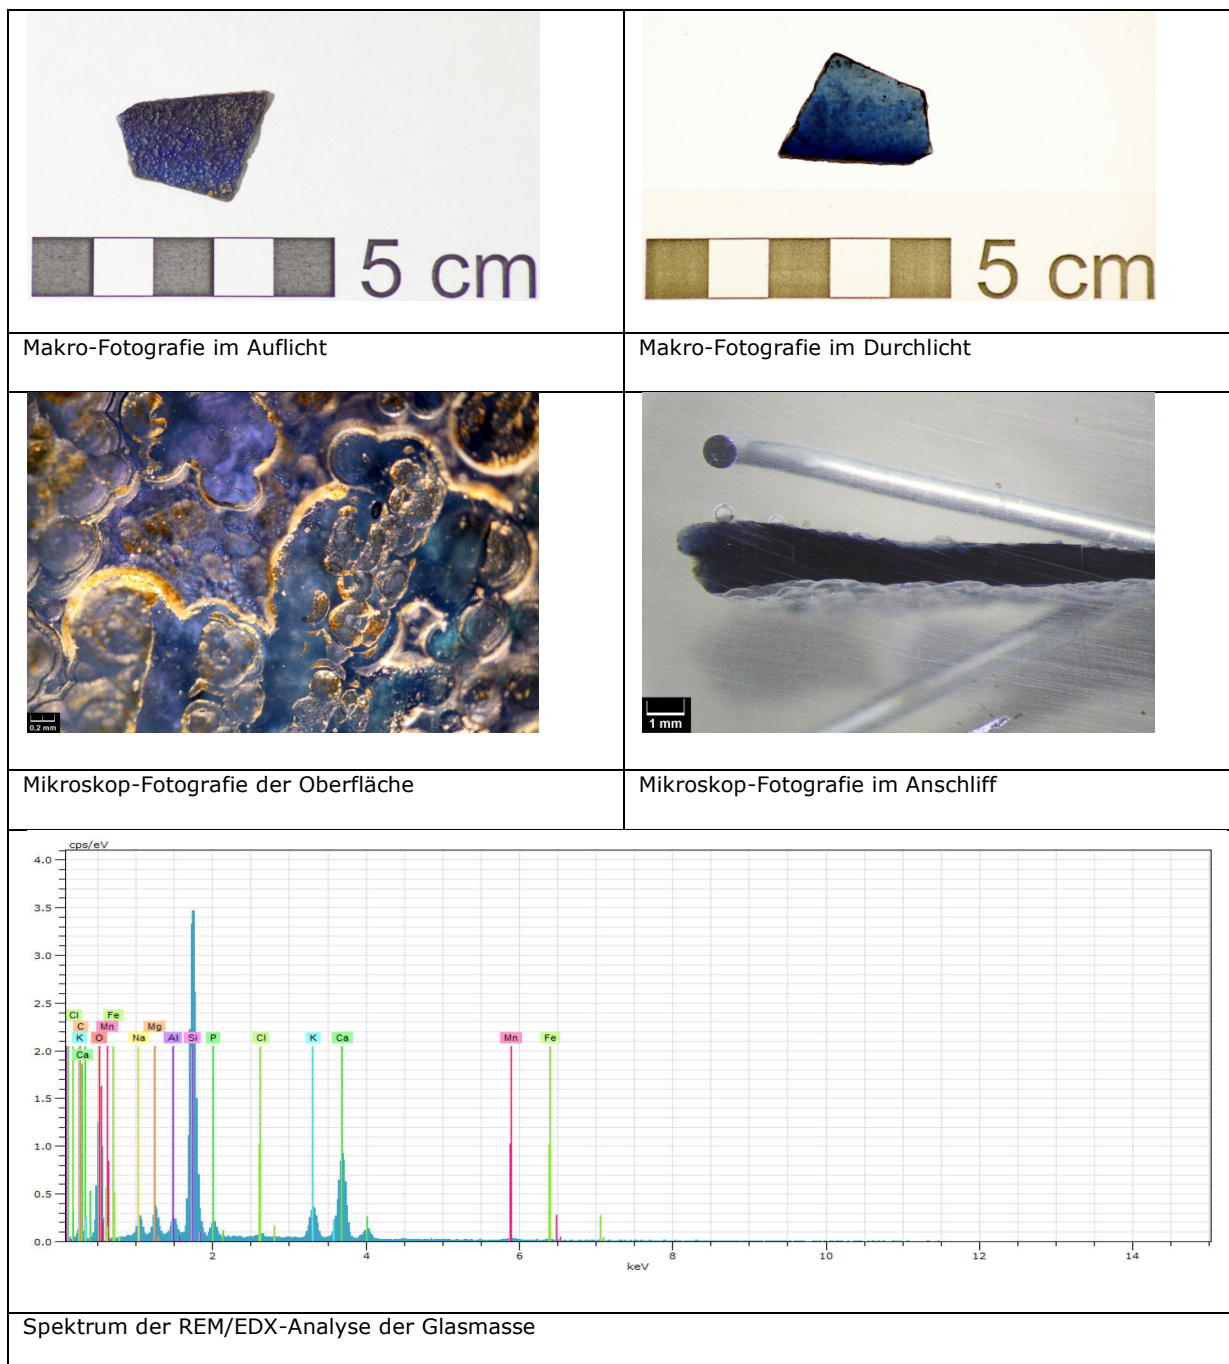 5 cm
5 cm
Makro-Fotografie im Auflicht
Makro-Fotografie im Durchlicht
0,2 mm
1 mm
Mikroskop-Fotografie der Oberfläche
Mikroskop-Fotografie im Anschliff
cps/eV
4.0
3.5
3.0
2.5
2.0
1.5
1.0
0.5
0.0
Cl Fe
C Mn Mg
K O Na Al Si P Cl K Ca Mn Fe
Ca
2 4 6 8 10 12 14
keV
Spektrum der REM/EDX-Analyse der Glasmasse